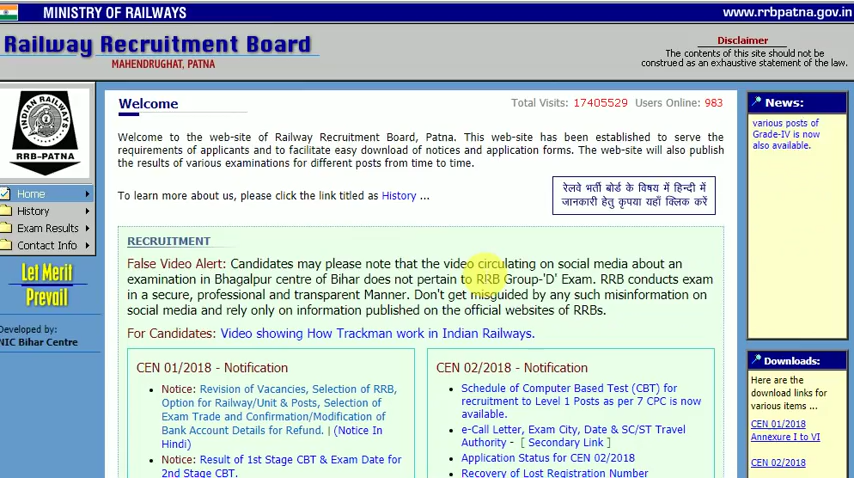 MINISTRY OF RAILWAYS
www.rrbpatna.gov.in
Railway Recruitment Board
MAHENDRUGHAT, PATNA
Disclaimer
The contents of this site should not be
construed as an exhaustive statement of the law.
INDIAN RAILWAYS
RRB-PATNA
Home
History
Exam Results
Contact Info
Let Merit
Prevail
Developed by:
NIC Bihar Centre
Welcome
Total Visits: 17405529 Users Online: 983
Welcome to the web-site of Railway Recruitment Board, Patna. This web-site has been established to serve the
requirements of applicants and to facilitate easy download of notices and application forms. The web-site will also publish
the results of various examinations for different posts from time to time.
To learn more about us, please click the link titled as History ...
रेलवे भर्ती बोर्ड के विषय में हिन्दी में
जानकारी हेतु कृपया यहाँ क्लिक करें
RECRUITMENT
False Video Alert: Candidates may please note that the video circulating on social media about an
examination in Bhagalpur centre of Bihar does not pertain to RRB Group-'D' Exam. RRB conducts exam
in a secure, professional and transparent Manner. Don't get misguided by any such misinformation on
social media and rely only on information published on the official websites of RRBs.
For Candidates: Video showing How Trackman work in Indian Railways.
CEN 01/2018 - Notification
Notice: Revision of Vacancies, Selection of RRB,
Option for Railway/Unit & Posts, Selection of
Exam Trade and Confirmation/Modification of
Bank Account Details for Refund. | (Notice In
Hindi)
Notice: Result of 1st Stage CBT & Exam Date for
2nd Stage CBT.
CEN 02/2018 - Notification
Schedule of Computer Based Test (CBT) for
recruitment to Level 1 Posts as per 7 CPC is now
available.
e-Call Letter, Exam City, Date & SC/ST Travel
Authority - [ Secondary Link ]
Application Status for CEN 02/2018
Recovery of Lost Registration Number
News:
various posts of
Grade-IV is now
also available.
Downloads:
Here are the
download links for
various items ...
CEN 01/2018
Annexure I to VI
CEN 02/2018